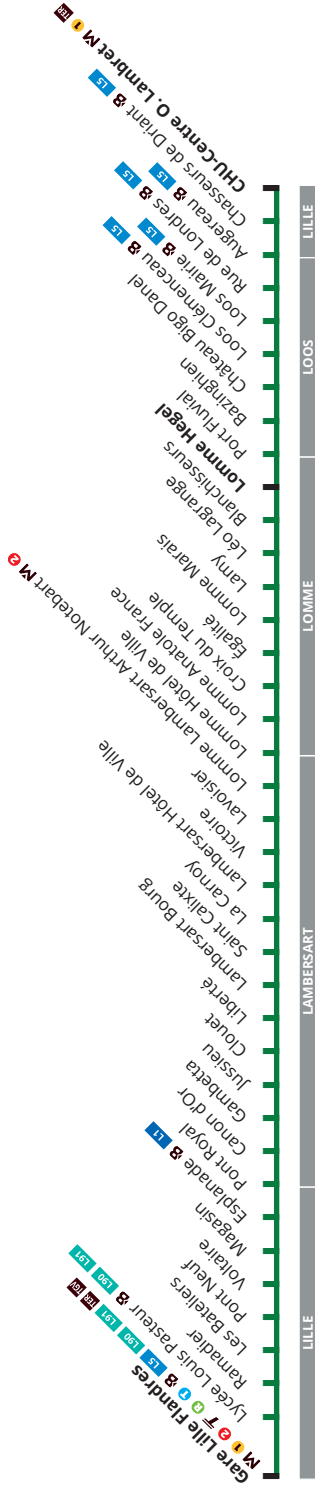 CHU-Centre O. Lambret M 1 TER
Chasseurs de Driant L5
Augereau L5
Rue de Londres L5
Loos Mairie L5
Loos Clémenceau L5
Château Bigo Danel
Bazinghien
Port Fluvial
Lomme Hegel
Blanchisseurs
Léo Lagrange
Lamy
Lomme Marais
Égalité
Croix du Temple
Lomme Anatole France
Lomme Hôtel de Ville
Lomme Lambersart Arthur Notebart M 2
Lavoisier
Victoire
Lambersart Hôtel de Ville
La Carnoy
Saint Calixte
Lambersart Bourg
Liberté
Clouet
Jussieu
Gambetta
Canon d'Or
Pont Royal
Esplanade L1
Magasin
Voltaire
Pont Neuf
Les Bateliers
Ramadier
Lycée Louis Pasteur L90 L91
Gare Lille Flandres M 1 2 T R T L5 L90 L91 TER TGV
LILLE
LOOS
LOMME
LAMBERSART
LILLE